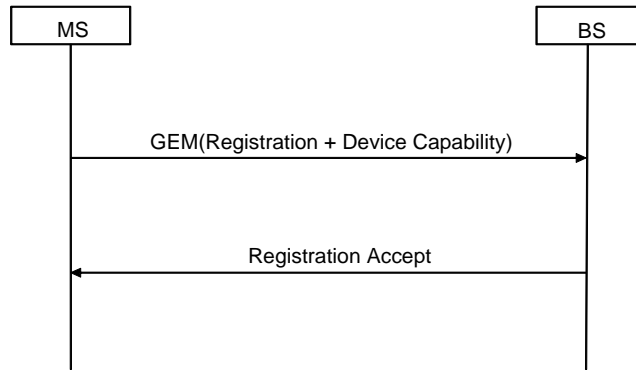 MS
BS
GEM(Registration + Device Capability)
Registration Accept